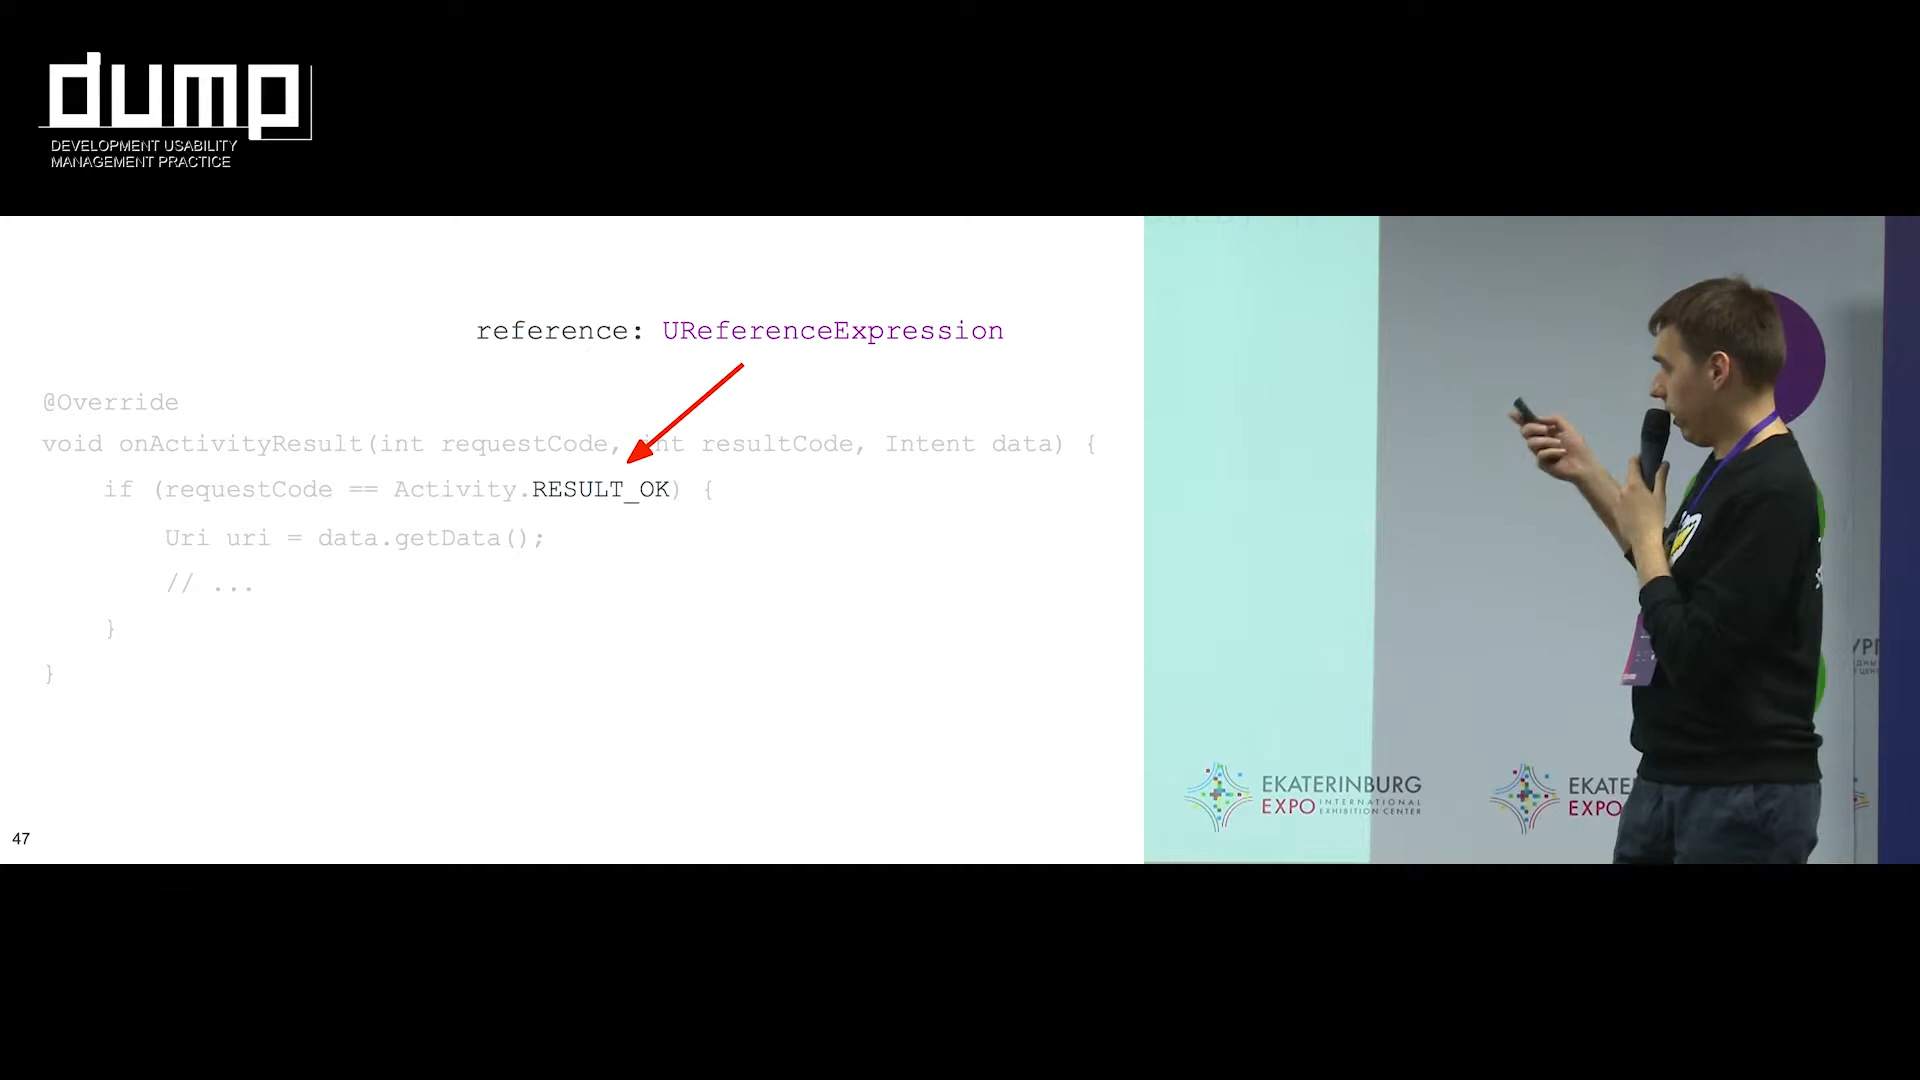 dump
DEVELOPMENT USABILITY
MANAGEMENT PRACTICE
reference: UReferenceExpression
@Override
void onActivityResult(int requestCode, int resultCode, Intent data) {
if (requestCode == Activity.RESULT_OK) {
Uri uri = data.getData();
// ...
}
}
47
EKATERINBURG
EXPO INTERNATIONAL
EXHIBITION CENTER
EKATE
EXPO